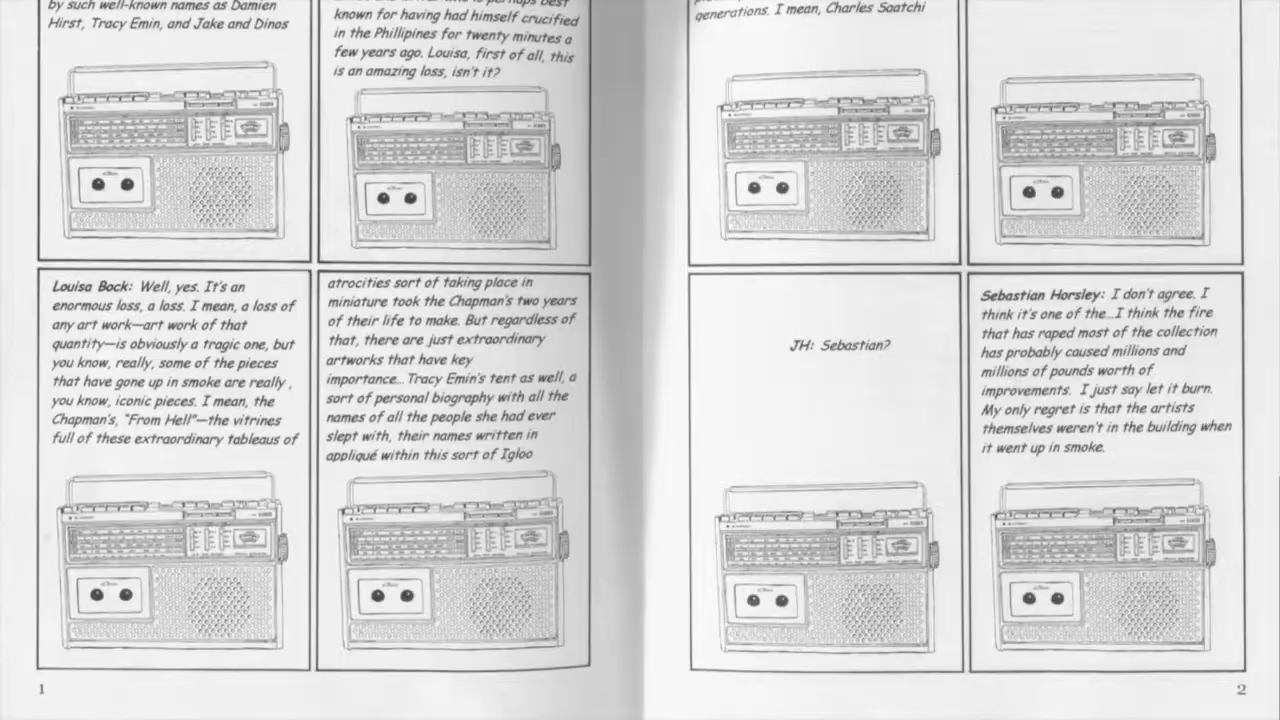 by such well-known names as Damien
Hirst, Tracy Emin, and Jake and Dinos
known for having had himself crucified
in the Phillipines for twenty minutes a
few years ago. Louisa, first of all, this
is an amazing loss, isn't it?
generations. I mean, Charles Saatchi
Louisa Bock: Well, yes. It's an
enormous loss, a loss. I mean, a loss of
any art work—art work of that
quantity—is obviously a tragic one, but
you know, really, some of the pieces
that have gone up in smoke are really ,
you know, iconic pieces. I mean, the
Chapman's, "From Hell"—the vitrines
full of these extraordinary tableaus of
atrocities sort of taking place in
miniature took the Chapman's two years
of their life to make. But regardless of
that, there are just extraordinary
artworks that have key
importance... Tracy Emin's tent as well, a
sort of personal biography with all the
names of all the people she had ever
slept with, their names written in
appliqué within this sort of Igloo
JH: Sebastian?
Sebastian Horsley: I don't agree. I
think it's one of the...I think the fire
that has raped most of the collection
has probably caused millions and
millions of pounds worth of
improvements. I just say let it burn.
My only regret is that the artists
themselves weren't in the building when
it went up in smoke.
1
2